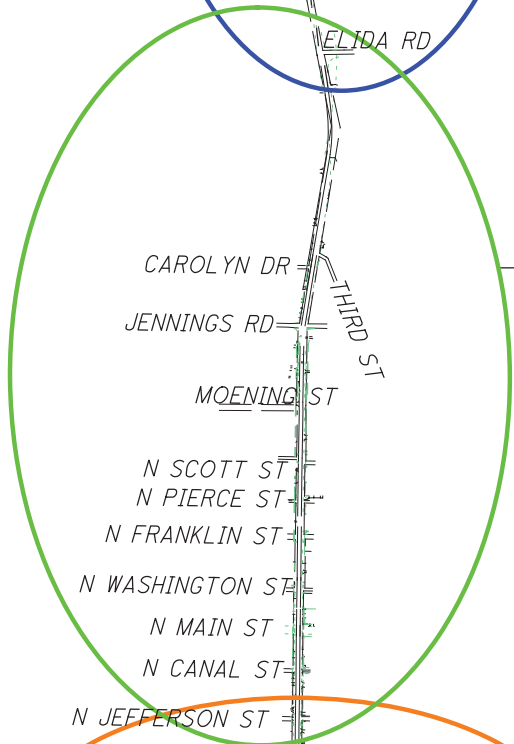 ELIDA RD
CAROLYN DR
THIRD ST
JENNINGS RD
MOENING ST
N SCOTT ST
N PIERCE ST
N FRANKLIN ST
N WASHINGTON ST
N MAIN ST
N CANAL ST
N JEFFERSON ST